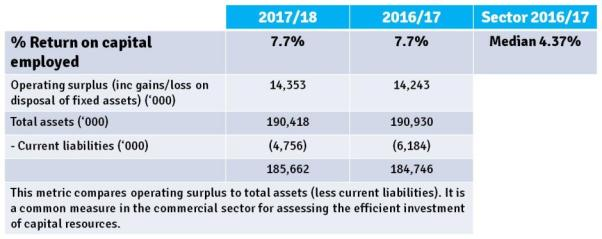 2017/18 2016/17 Sector 2016/17
% Return on capital 7.7% 7.7% Median 4.37%
employed
Operating surplus (inc gains/loss on 14,353 14,243
disposal of fixed assets) (‘000)
Total assets (‘000) 190,418 190,930
- Current liabilities (‘000) (4,756) (6,184)
185,662 184,746
This metric compares operating surplus to total assets (less current liabilities). It is
a common measure in the commercial sector for assessing the efficient investment
of capital resources.